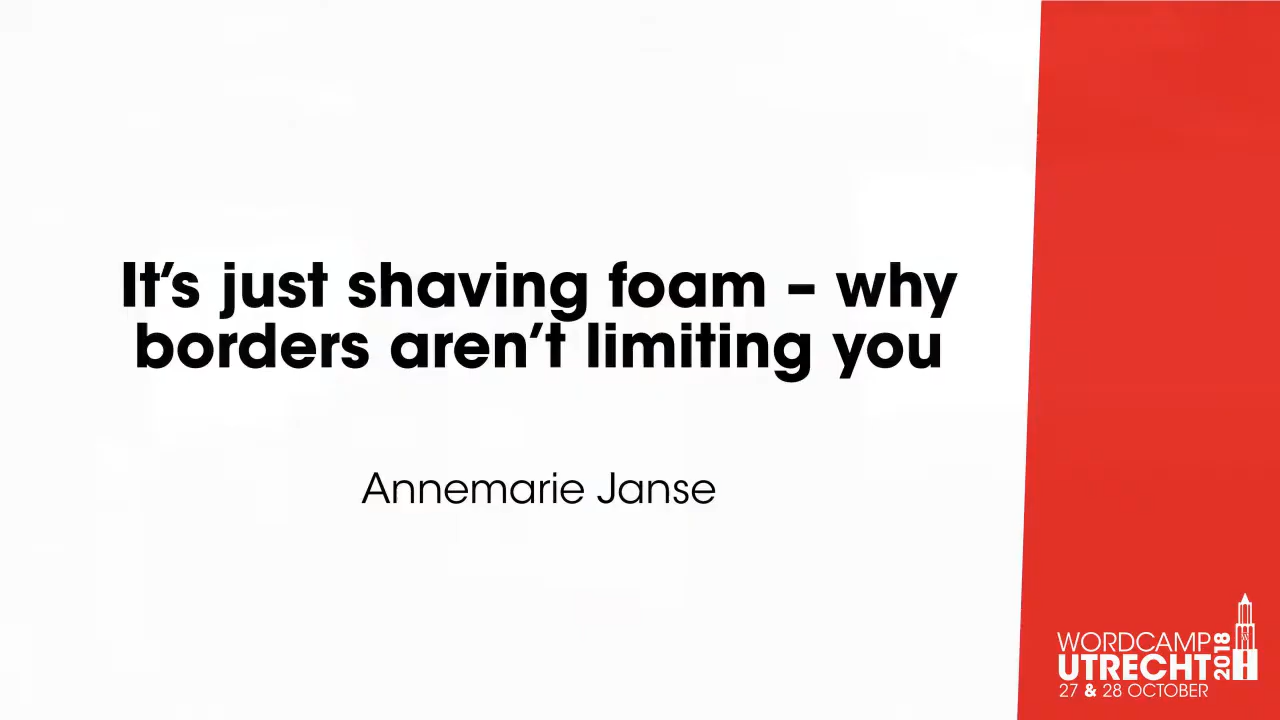 It’s just shaving foam – why
borders aren’t limiting you
Annemarie Janse
WORDCAMP
UTRECHT 2018
27 & 28 OCTOBER